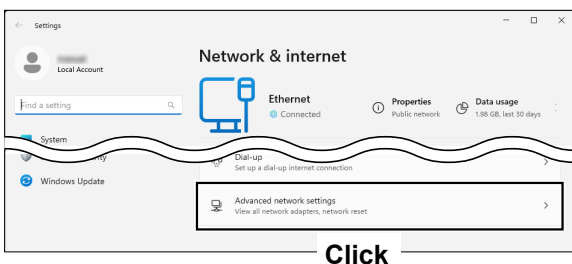 Settings
Local Account
Find a setting
System
Windows Update
Network & internet
Ethernet
Connected
Properties
Public network
Data usage
1.98 GB, last 30 days
Dial-up
Set up a dial-up internet connection
Advanced network settings
View all network adapters, network reset
Click